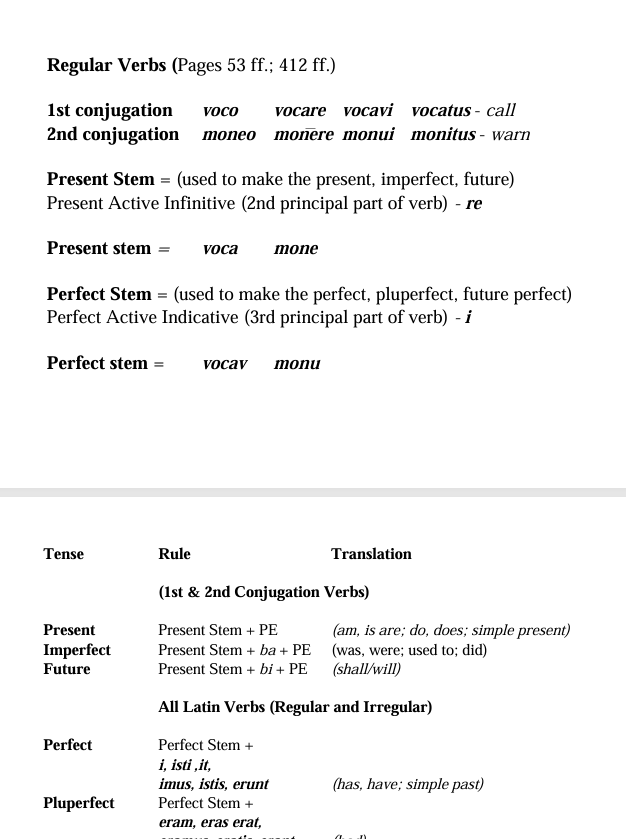 Regular Verbs (Pages 53 ff.; 412 ff.)
1st conjugation voco vocare vocavi vocatus - call
2nd conjugation moneo monēre monui monitus - warn
Present Stem = (used to make the present, imperfect, future)
Present Active Infinitive (2nd principal part of verb) - re
Present stem = voca mone
Perfect Stem = (used to make the perfect, pluperfect, future perfect)
Perfect Active Indicative (3rd principal part of verb) - i
Perfect stem = vocav monu
Tense Rule Translation
(1st & 2nd Conjugation Verbs)
Present Present Stem + PE (am, is are; do, does; simple present)
Imperfect Present Stem + ba + PE (was, were; used to; did)
Future Present Stem + bi + PE (shall/will)
All Latin Verbs (Regular and Irregular)
Perfect Perfect Stem +
i, isti ,it,
imus, istis, erunt (has, have; simple past)
Pluperfect Perfect Stem +
eram, eras erat,